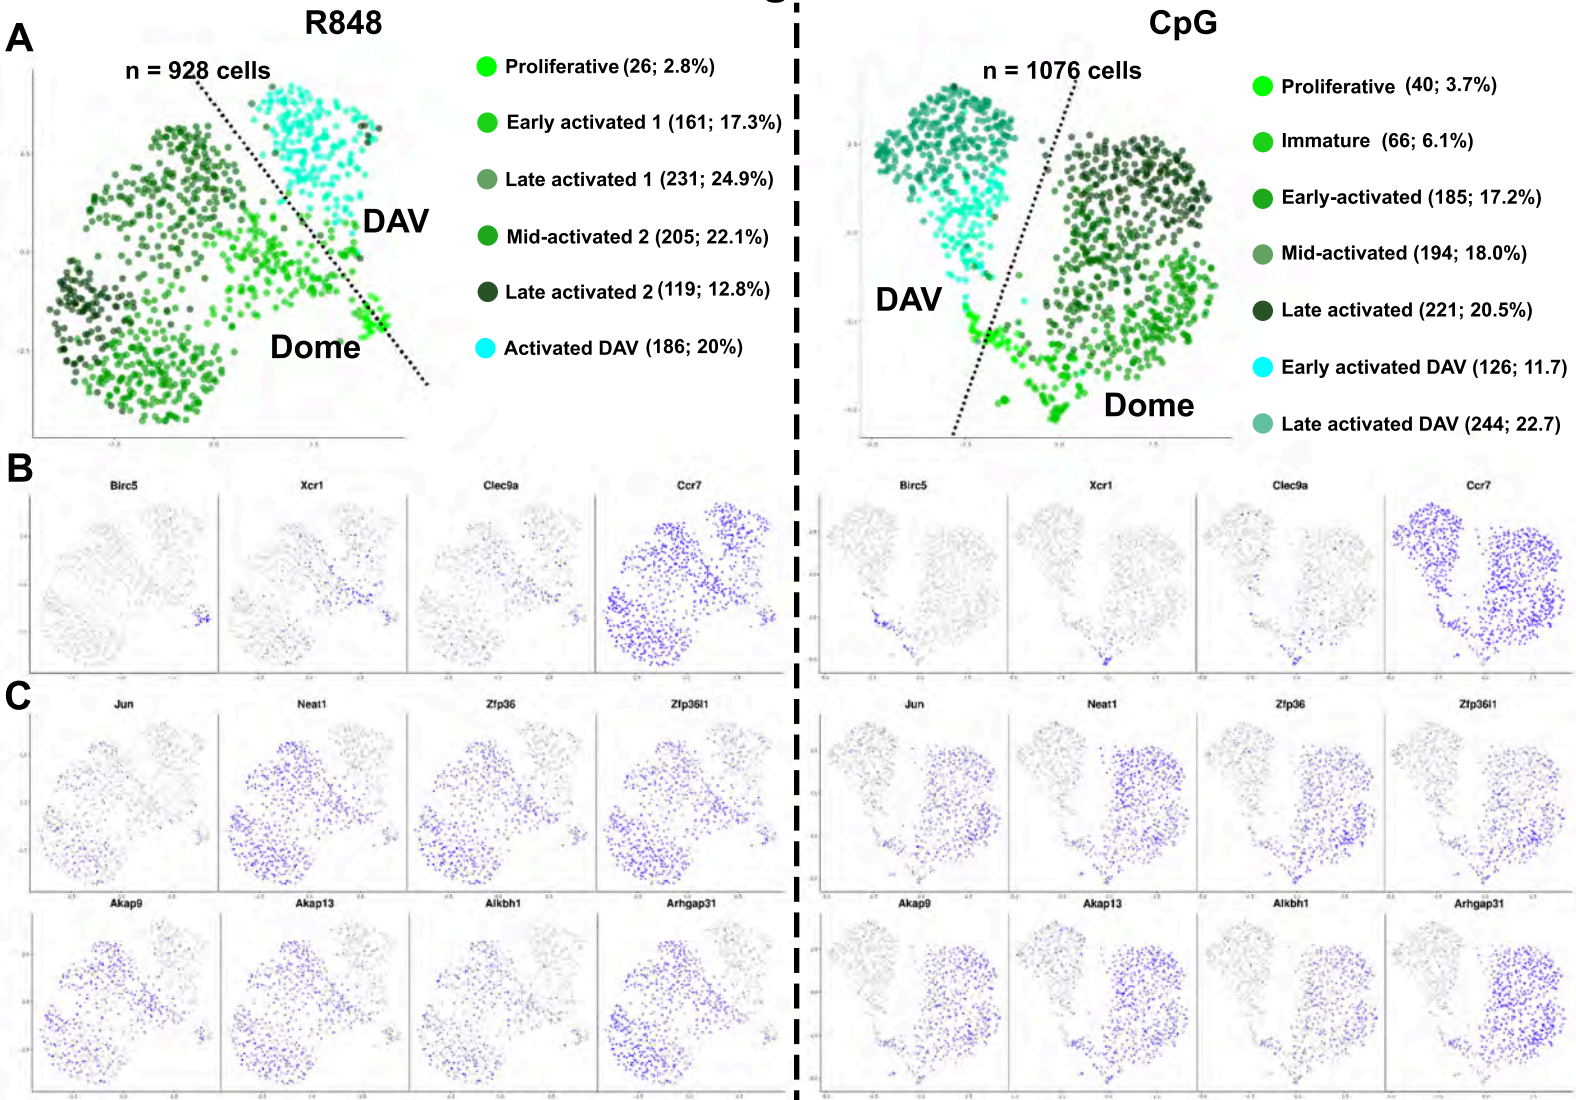 R848
CpG
A
n = 928 cells
DAV
Dome
Proliferative (26; 2.8%)
Early activated 1 (161; 17.3%)
Late activated 1 (231; 24.9%)
Mid-activated 2 (205; 22.1%)
Late activated 2 (119; 12.8%)
Activated DAV (186; 20%)
n = 1076 cells
DAV
Dome
Proliferative (40; 3.7%)
Immature (66; 6.1%)
Early-activated (185; 17.2%)
Mid-activated (194; 18.0%)
Late activated (221; 20.5%)
Early activated DAV (126; 11.7)
Late activated DAV (244; 22.7)
B
Birc5 Xcr1 Clec9a Ccr7
Birc5 Xcr1 Clec9a Ccr7
C
Jun Neat1 Zfp36 Zfp36l1
Jun Neat1 Zfp36 Zfp36l1
Akap9 Akap13 Alkbh1 Arhgap31
Akap9 Akap13 Alkbh1 Arhgap31